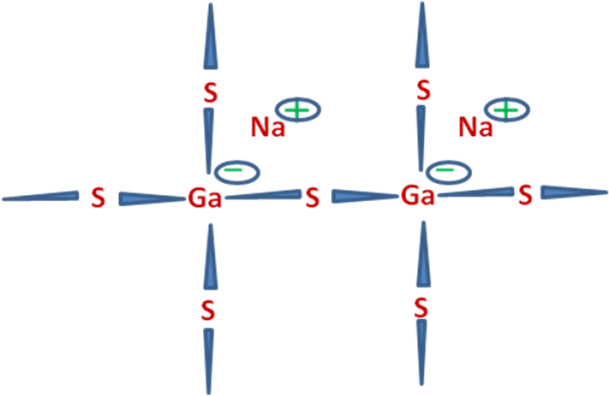 S S
Na + Na +
S Ga − S Ga − S
S S